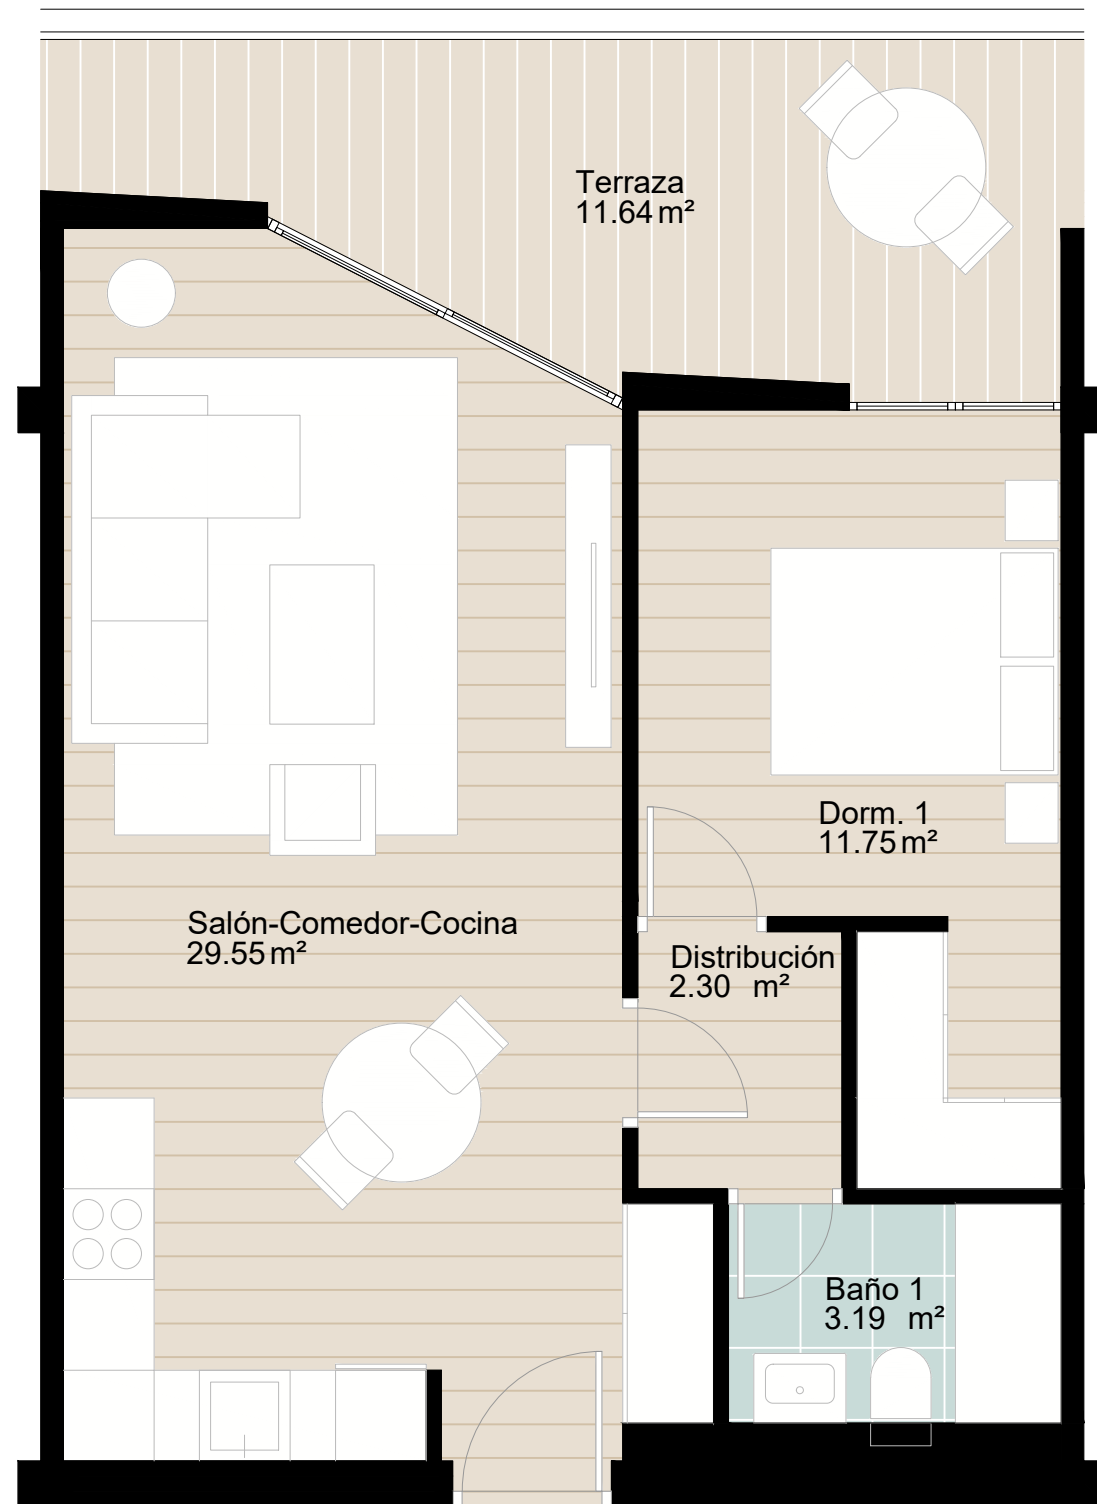 Terraza
11.64 m²
Dorm. 1
11.75 m²
Salón-Comedor-Cocina
29.55 m²
Distribución
2.30 m²
Baño 1
3.19 m²